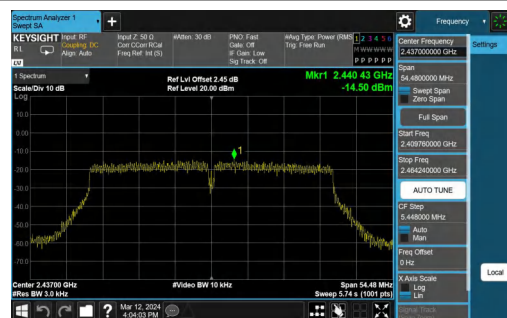 Spectrum Analyzer 1
Swept SA
Frequency
KEYSIGHT
Input: RF
Coupling: DC
Align: Auto
Input Z: 50 Ω
Corr CCorr RCal
Freq Ref: Int (S)
#Atten: 30 dB
PNO: Fast
Gate: Off
IF Gain: Low
Sig Track: Off
#Avg Type: Power (RMS
Trig: Free Run
1 2 3 4 5 6
M W W W W W
P P P P P P
RL
LXI
1 Spectrum
Scale/Div 10 dB
Ref Lvl Offset 2.45 dB
Ref Level 20.00 dBm
Mkr1 2.440 43 GHz
-14.50 dBm
Log
10.0
0.00
-10.0
-20.0
-30.0
-40.0
-50.0
-60.0
-70.0
1
Center 2.43700 GHz
#Res BW 3.0 kHz
#Video BW 10 kHz
Span 54.48 MHz
Sweep 5.74 s (1001 pts)
Mar 12, 2024
4:04:03 PM
Center Frequency
2.437000000 GHz
Span
54.4800000 MHz
Swept Span
Zero Span
Full Span
Start Freq
2.409760000 GHz
Stop Freq
2.464240000 GHz
AUTO TUNE
CF Step
5.448000 MHz
Auto
Man
Freq Offset
0 Hz
X Axis Scale
Log
Lin
Signal Track
Settings
Local